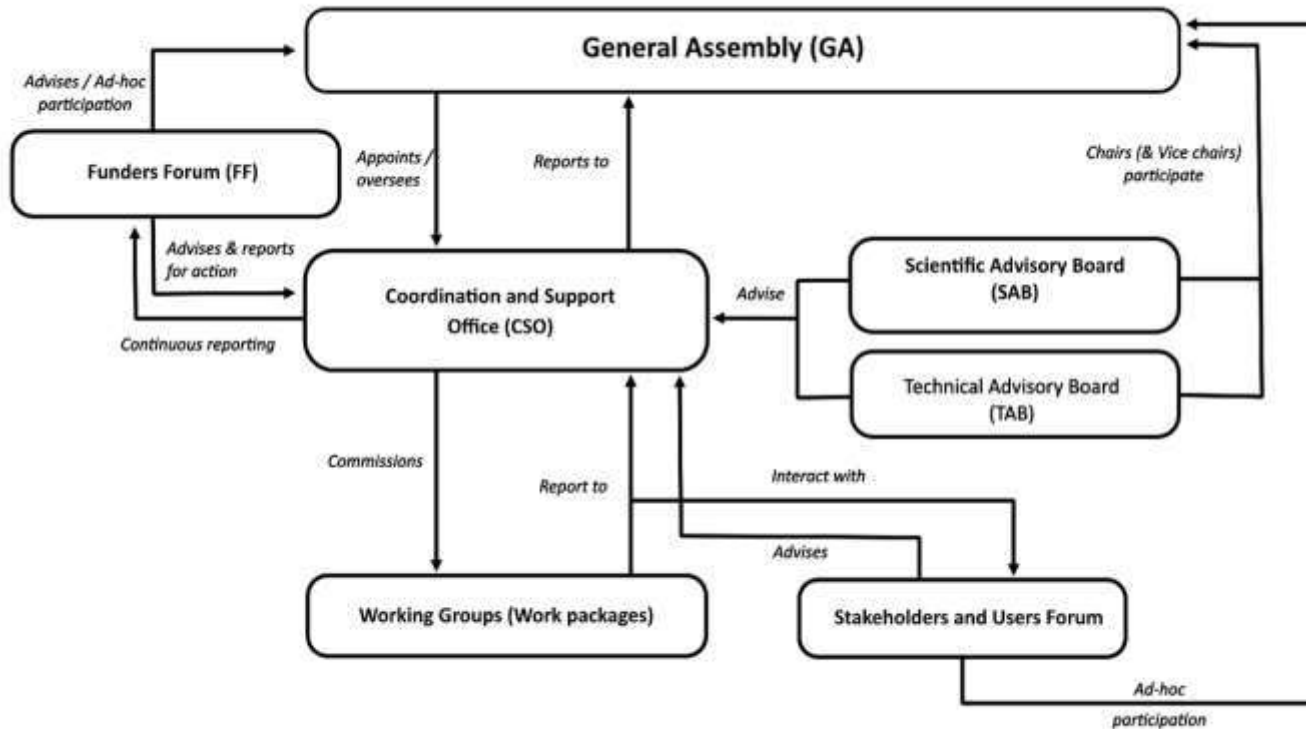 General Assembly (GA)
Advises / Ad-hoc
participation
Funders Forum (FF)
Appoints /
oversees
Reports to
Chairs (& Vice chairs)
participate
Advises & reports
for action
Continuous reporting
Coordination and Support
Office (CSO)
Advise
Scientific Advisory Board
(SAB)
Technical Advisory Board
(TAB)
Commissions
Report to
Interact with
Advises
Working Groups (Work packages)
Stakeholders and Users Forum
Ad-hoc
participation